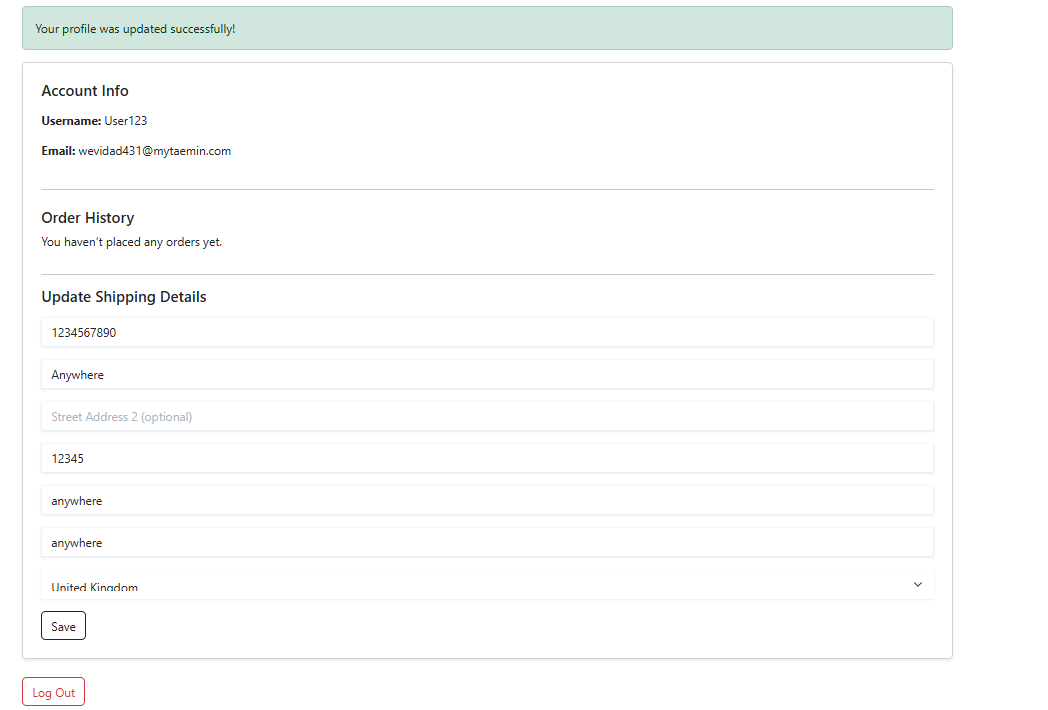 Your profile was updated successfully!
Account Info
Username: User123
Email: wevidad431@mytaemin.com
Order History
You haven't placed any orders yet.
Update Shipping Details
1234567890
Anywhere
Street Address 2 (optional)
12345
anywhere
anywhere
United Kingdom
Save
Log Out